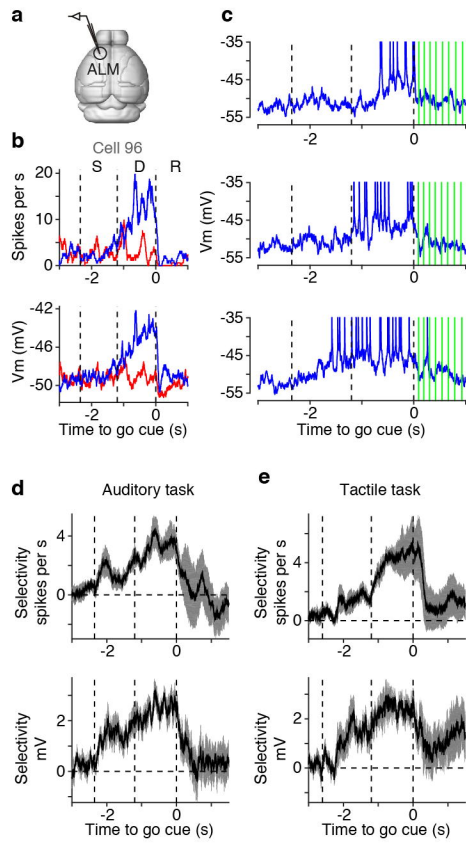 a
ALM
b
Cell 96
S D R
Spikes per s
20
10
0
-2 0
Vm (mV)
-42
-46
-50
-2 0
Time to go cue (s)
c
-35
-45
-55
-2 0
Vm (mV)
-35
-45
-55
-2 0
-35
-45
-55
-2 0
Time to go cue (s)
d
Auditory task
Selectivity
spikes per s
4
0
-2 0
Selectivity
mV
2
0
-2 0
Time to go cue (s)
e
Tactile task
Selectivity
spikes per s
4
0
-2 0
Selectivity
mV
2
0
-2 0
Time to go cue (s)